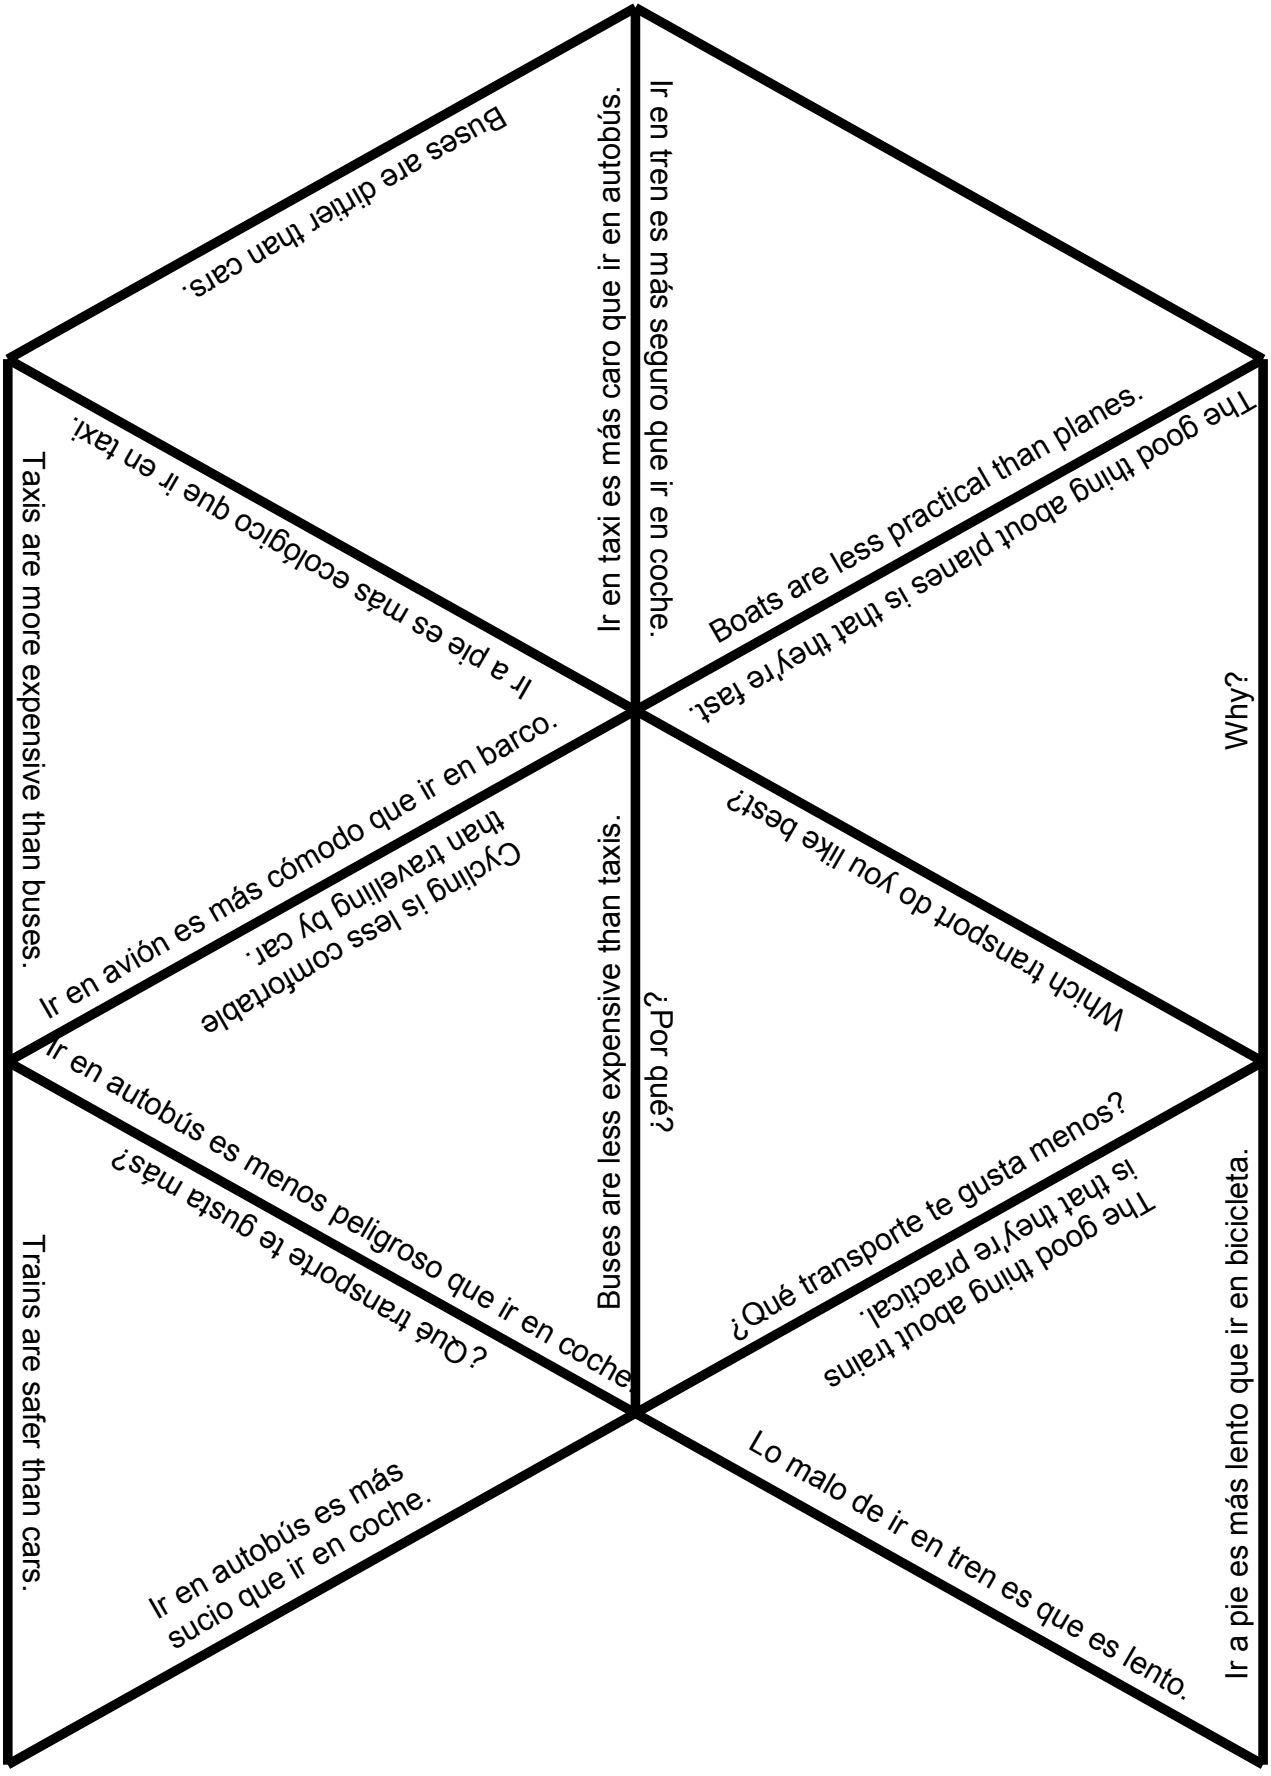 Buses are dirtier than cars.
Ir en taxi es más caro que ir en autobús.
Ir en tren es más seguro que ir en coche.
Boats are less practical than planes.
The good thing about planes is that they're fast.
Why?
Ir a pie es más ecológico que ir en taxi.
Taxis are more expensive than buses.
Ir en avión es más cómodo que ir en barco.
Cycling is less comfortable
than travelling by car.
Buses are less expensive than taxis.
Ir en autobús es menos peligroso que ir en coche.
¿Por qué?
Which transport do you like best?
¿Qué transporte te gusta menos?
¿Qué transporte te gusta más?
Trains are safer than cars.
Ir en autobús es más
sucio que ir en coche.
The good thing about trains
is that they're practical.
Ir a pie es más lento que ir en bicicleta.
Lo malo de ir en tren es que es lento.